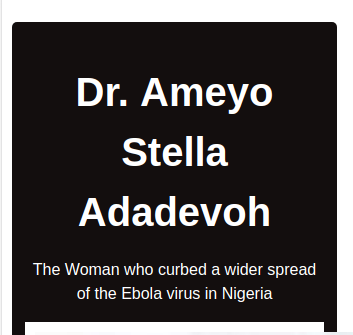 Dr. Ameyo
Stella
Adadevoh
The Woman who curbed a wider spread
of the Ebola virus in Nigeria